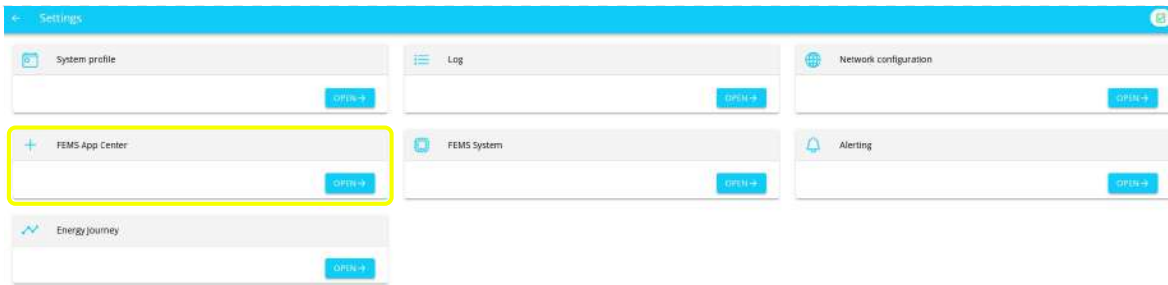 ← Settings
System profile
OPEN→
Log
OPEN→
Network configuration
OPEN→
FEMS App Center
OPEN→
FEMS System
OPEN→
Alerting
OPEN→
Energy Journey
OPEN→